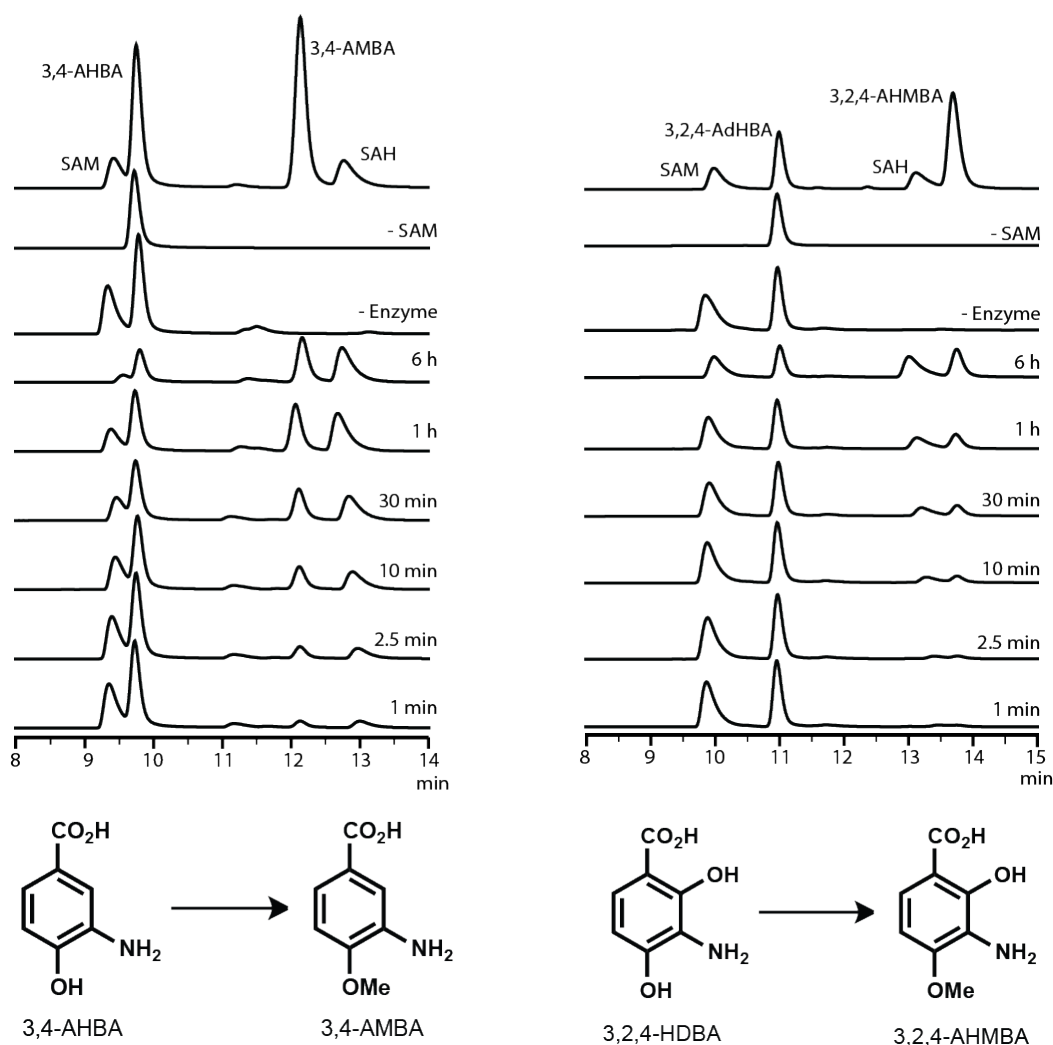 3,4-AHBA
3,4-AMBA
SAM
SAH
- SAM
- Enzyme
6 h
1 h
30 min
10 min
2.5 min
1 min
8 9 10 11 12 13 14
min
3,2,4-AHMBA
3,2,4-AdHBA
SAM
SAH
- SAM
- Enzyme
6 h
1 h
30 min
10 min
2.5 min
1 min
8 9 10 11 12 13 14 15
min
CO2H
NH2
OH
3,4-AHBA
CO2H
NH2
OMe
3,4-AMBA
CO2H
OH
NH2
OH
3,2,4-HDBA
CO2H
OH
NH2
OMe
3,2,4-AHMBA